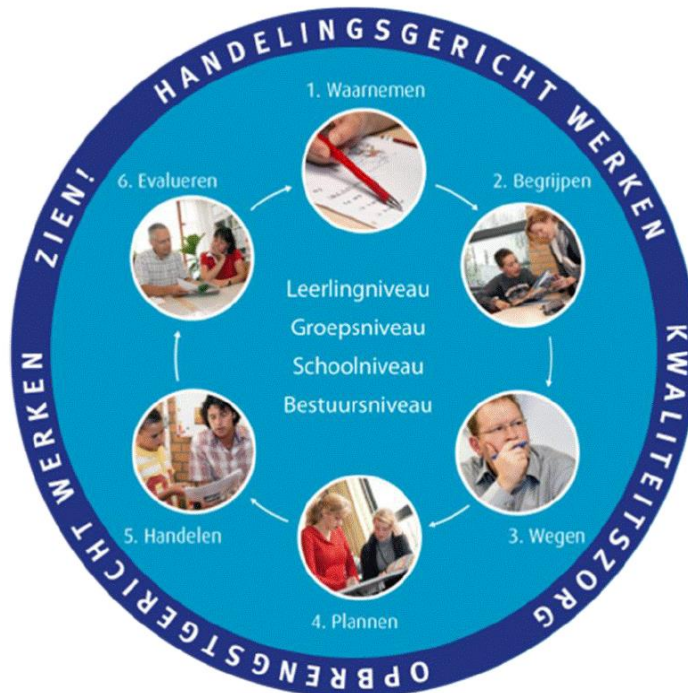 HANDELINGSGERICHT WERKEN
KWALITEITSZORG
OPBRENGSTGERICHT WERKEN
ZIEN!
1. Waarnemen
2. Begrijpen
3. Wegen
4. Plannen
5. Handelen
6. Evalueren
Leerlingniveau
Groepsniveau
Schoolniveau
Bestuursniveau